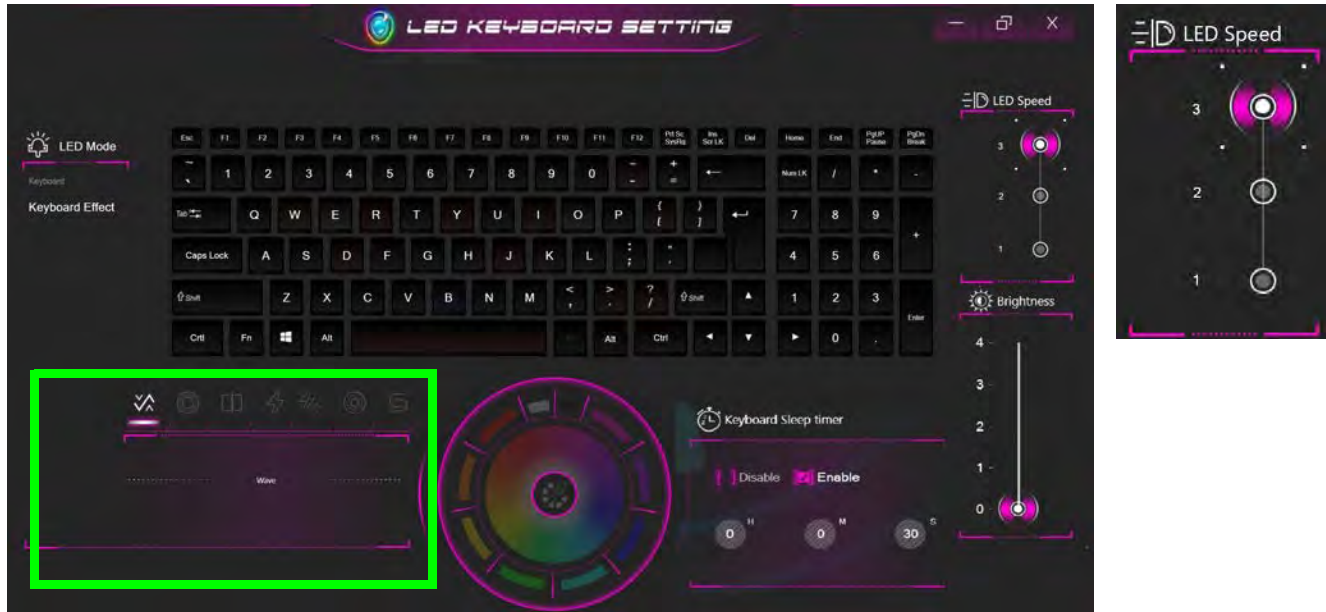 LED KEYBOARD SETTING
LED Mode
Keyboard
Keyboard Effect
Esc F1 F2 F3 F4 F5 F6 F7 F8 F9 F10 F11 F12 Prt Sc SysRq Ins Scr LK Del Home End PgUP Pause PgDn Break
~ ` 1 2 3 4 5 6 7 8 9 0 - - + = ← Num LK / * -
Tab Q W E R T Y U I O P { [ } ] 7 8 9 +
Caps Lock A S D F G H J K L : ; 4 5 6
Shift Z X C V B N M < , > . ? / Shift ▲ 1 2 3 Enter
Crtl Fn Alt Alt Ctrl ◄ ▼ ► 0 .
LED Speed
3
2
1
Brightness
4
3
2
1
0
Wave
Keyboard Sleep timer
Disable Enable
0 H 0 M 30 S
LED Speed
3
2
1